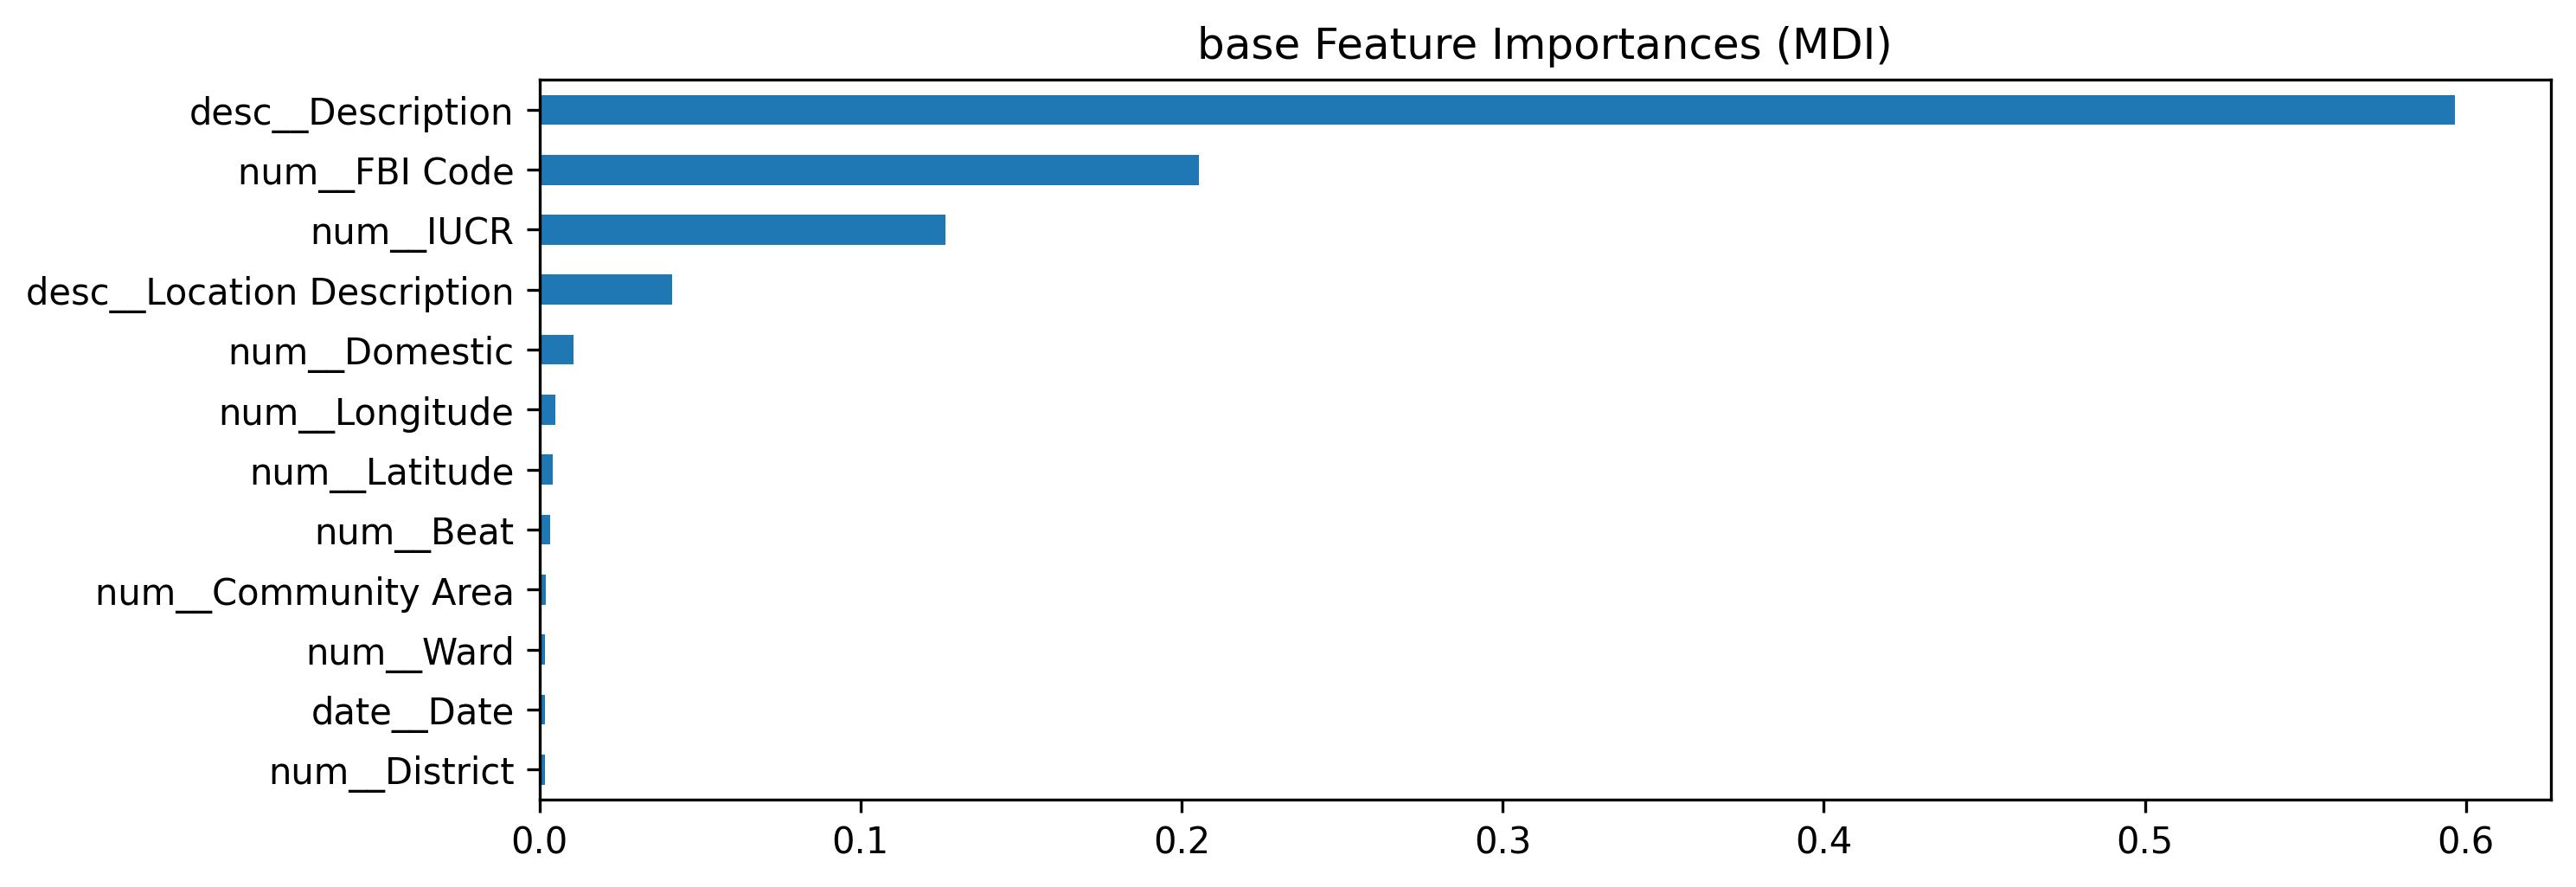 base Feature Importances (MDI)
desc__Description
num__FBI Code
num__IUCR
desc__Location Description
num__Domestic
num__Longitude
num__Latitude
num__Beat
num__Community Area
num__Ward
date__Date
num__District
0.0 0.1 0.2 0.3 0.4 0.5 0.6